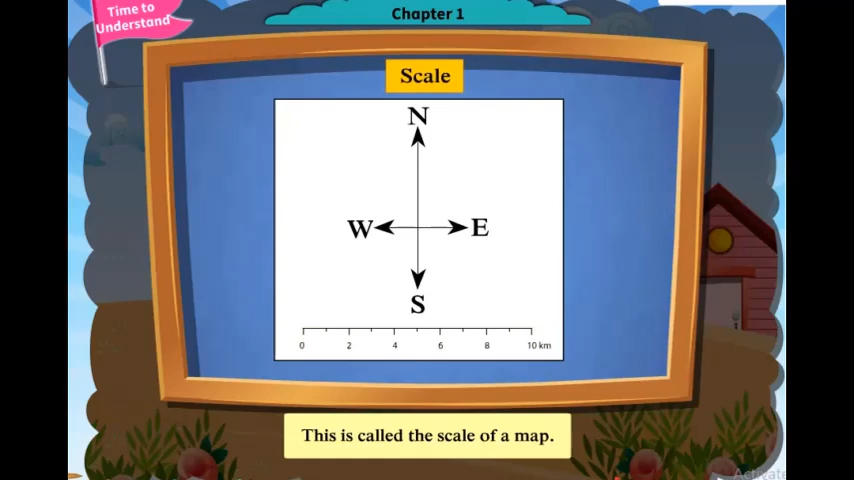 Time to
Understand
Chapter 1
Scale
N
W E
S
0 2 4 6 8 10 km
This is called the scale of a map.